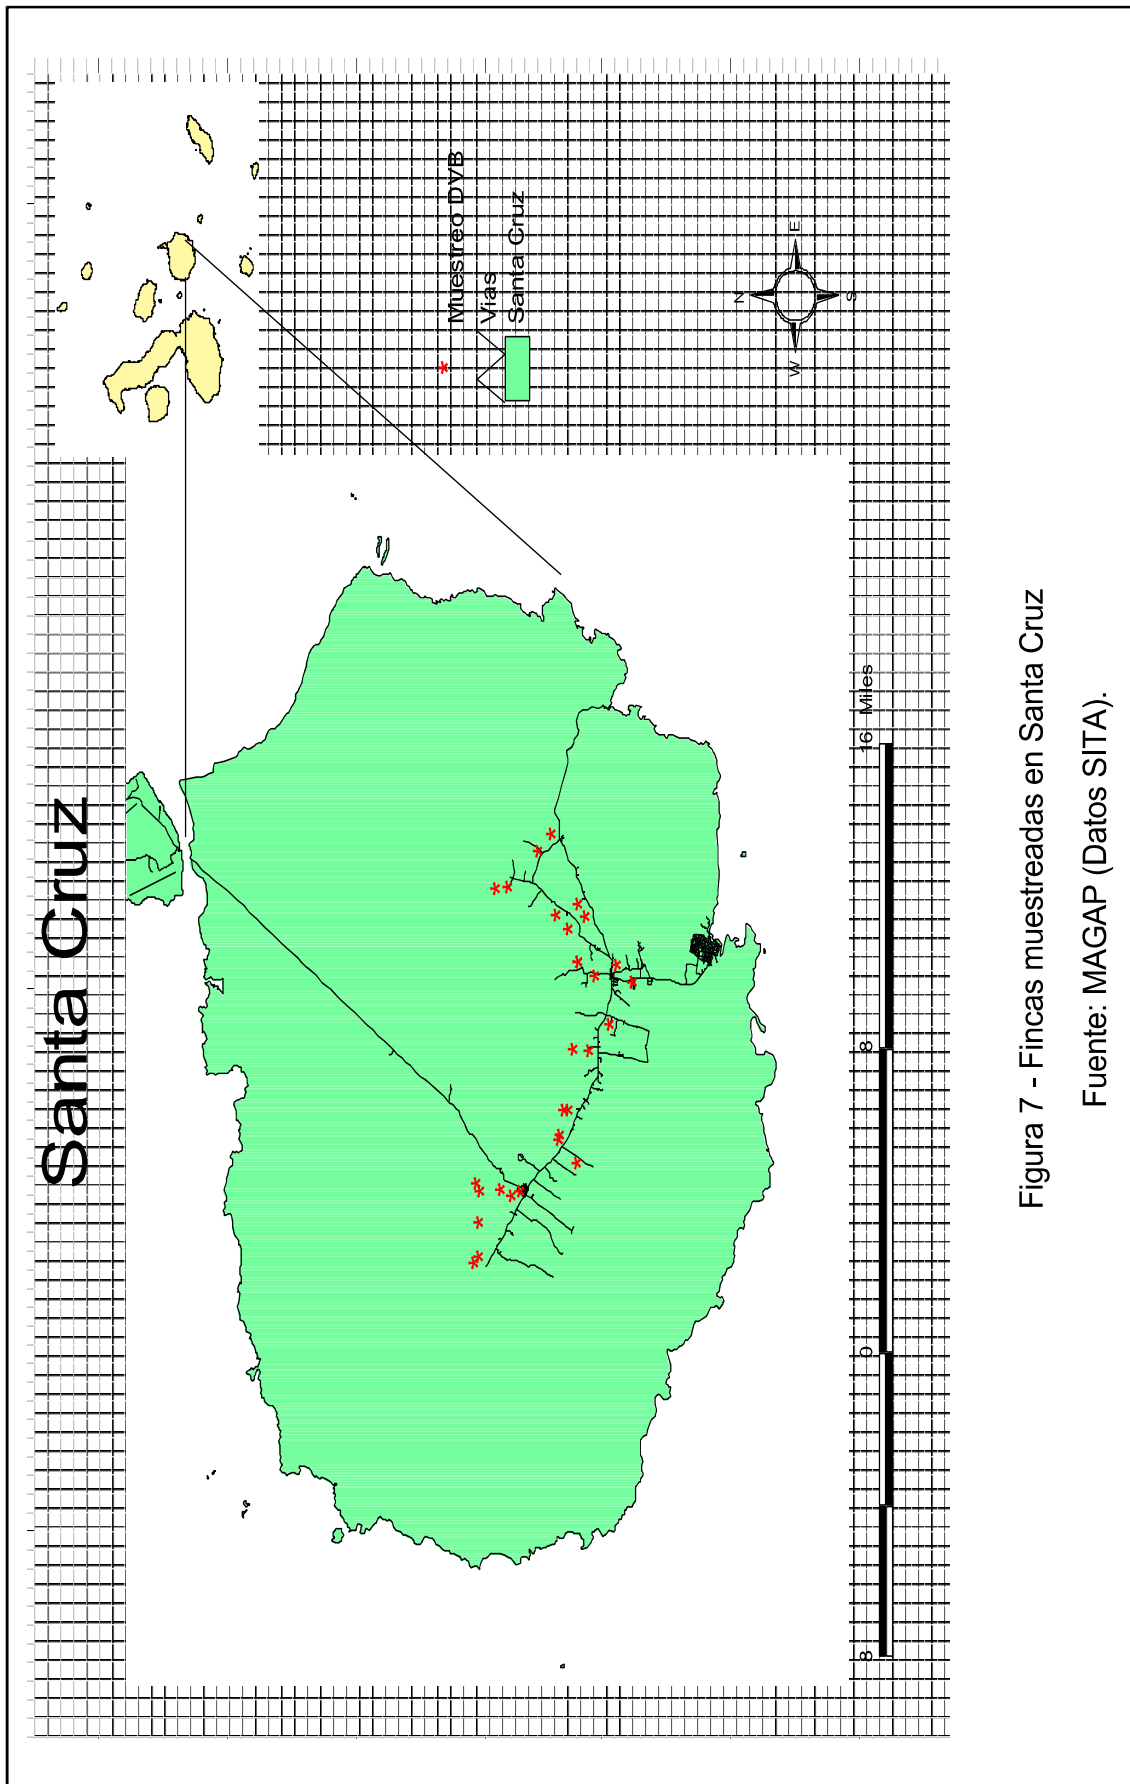 Santa Cruz
Muestreo DVB
Vias
Santa Cruz
N
W
E
S
8
0
8
16 Miles
Figura 7 - Fincas muestreadas en Santa Cruz
Fuente: MAGAP (Datos SITA).